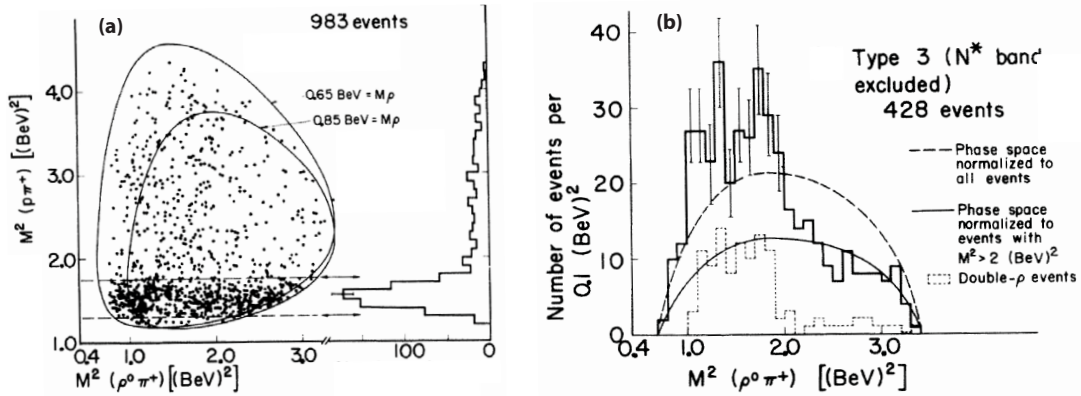 (a)
983 events
0.65 BeV = Mρ
0.85 BeV = Mρ
M² (pπ⁺) [(BeV)²]
4.0
3.0
2.0
1.0
0.4 1.0 2.0 3.0 100 0
M² (ρ⁰ π⁺) [(BeV)²]
(b)
Type 3 (N* band
excluded)
428 events
Phase space
normalized to
all events
Phase space
normalized to
events with
M²> 2 (BeV)²
Double-ρ events
Number of events per
0.1 (BeV)²
40
30
20
10
0
0.4 1.0 2.0 3.0
M² (ρ⁰ π⁺) [(BeV)²]